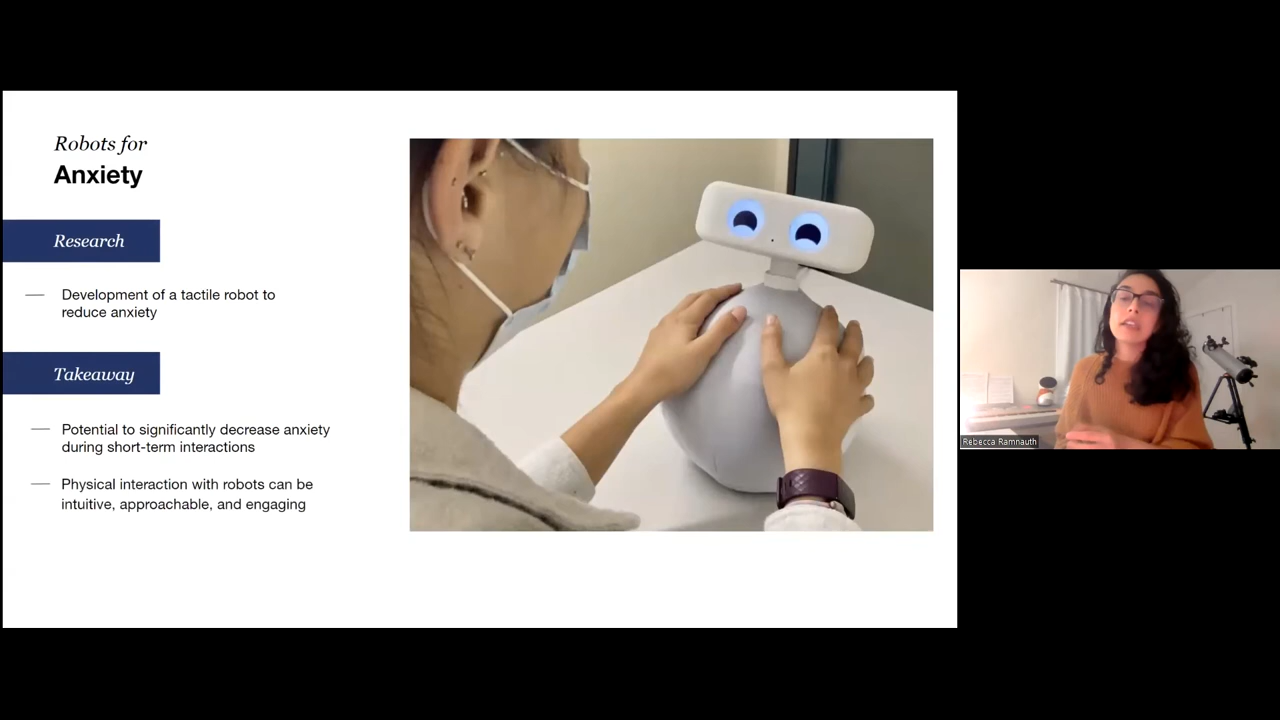 Robots for
Anxiety
Research
Development of a tactile robot to
reduce anxiety
Takeaway
Potential to significantly decrease anxiety
during short-term interactions
Physical interaction with robots can be
intuitive, approachable, and engaging
Rebecca Ramnauth